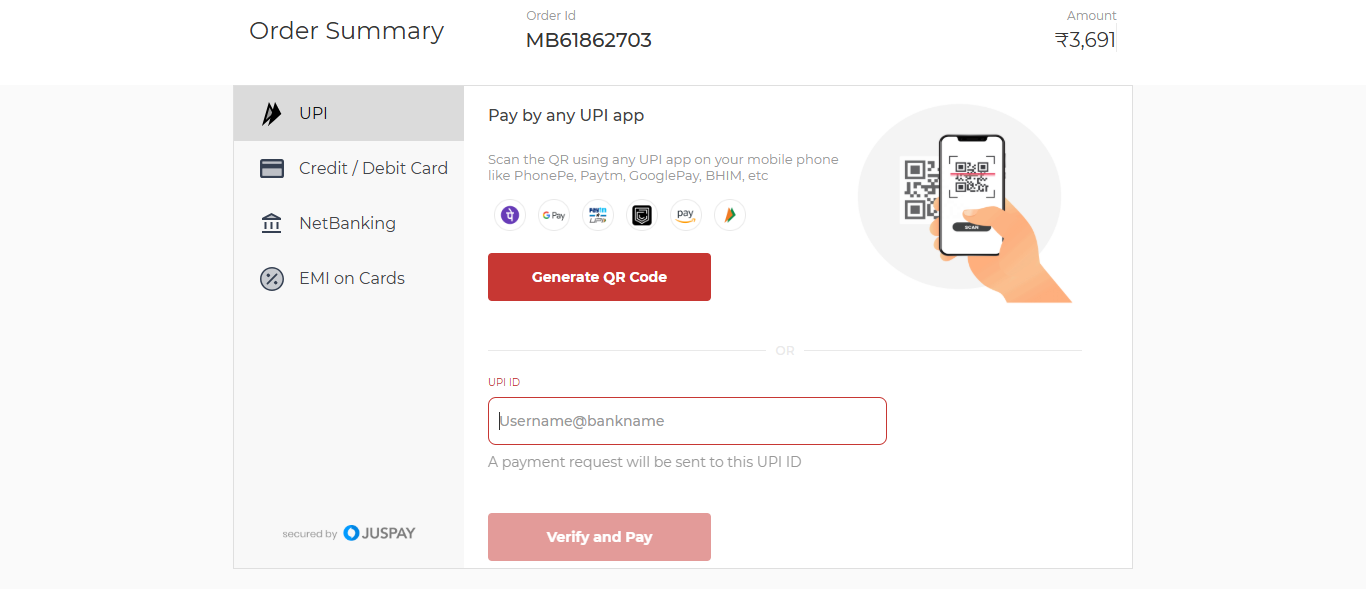 Order Summary
Order Id
MB61862703
Amount
₹3,691
UPI
Credit / Debit Card
NetBanking
EMI on Cards
secured by JUSPAY
Pay by any UPI app
Scan the QR using any UPI app on your mobile phone
like PhonePe, Paytm, GooglePay, BHIM, etc
G Pay
Paytm
UPI
pay
Generate QR Code
SCAN
OR
UPI ID
Username@bankname
A payment request will be sent to this UPI ID
Verify and Pay